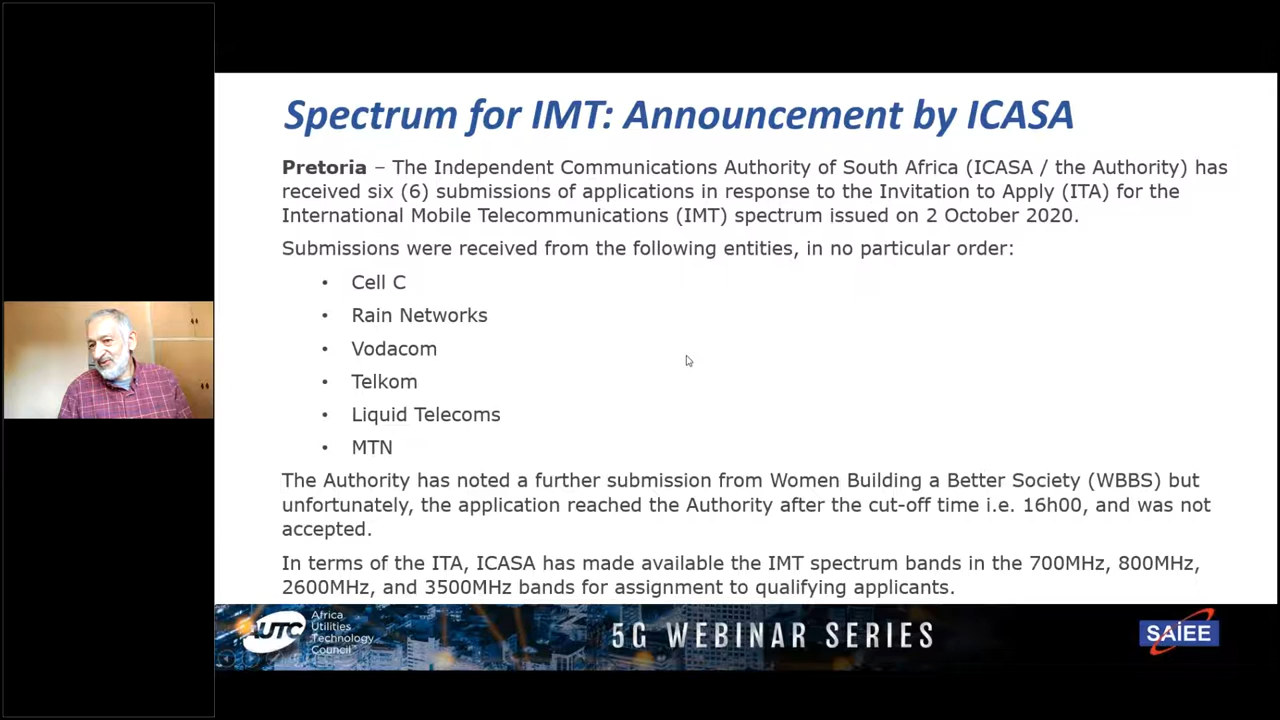 Spectrum for IMT: Announcement by ICASA
Pretoria – The Independent Communications Authority of South Africa (ICASA / the Authority) has
received six (6) submissions of applications in response to the Invitation to Apply (ITA) for the
International Mobile Telecommunications (IMT) spectrum issued on 2 October 2020.
Submissions were received from the following entities, in no particular order:
• Cell C
• Rain Networks
• Vodacom
• Telkom
• Liquid Telecoms
• MTN
The Authority has noted a further submission from Women Building a Better Society (WBBS) but
unfortunately, the application reached the Authority after the cut-off time i.e. 16h00, and was not
accepted.
In terms of the ITA, ICASA has made available the IMT spectrum bands in the 700MHz, 800MHz,
2600MHz, and 3500MHz bands for assignment to qualifying applicants.
AUTC
Africa
Utilities
Technology
Council
5G WEBINAR SERIES
SAIEE